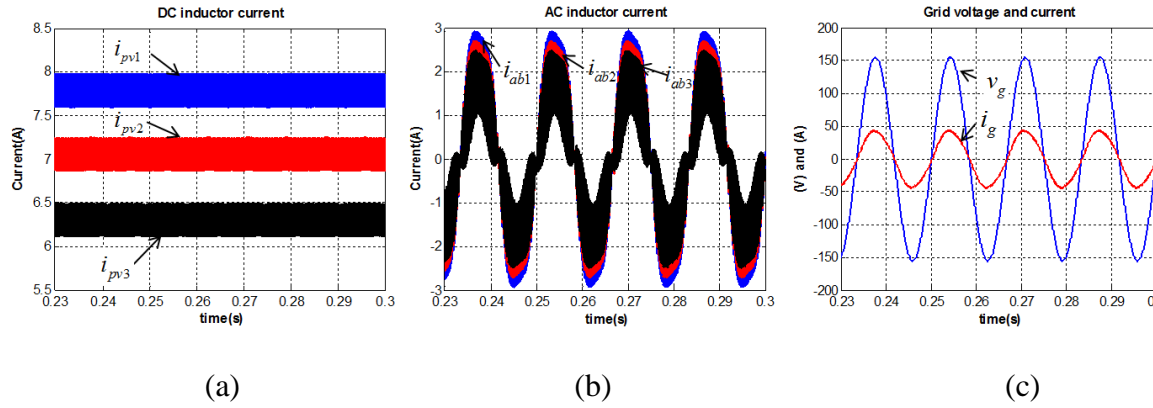 DC inductor current
8.5
8
7.5
7
6.5
6
5.5
Current(A)
i_pv1
i_pv2
i_pv3
0.23 0.24 0.25 0.26 0.27 0.28 0.29 0.3
time(s)
(a)
AC inductor current
3
2
1
0
-1
-2
-3
Current(A)
i_ab1
i_ab2
i_ab3
0.23 0.24 0.25 0.26 0.27 0.28 0.29 0.3
time(s)
(b)
Grid voltage and current
200
150
100
50
0
-50
-100
-150
-200
(V) and (A)
v_g
i_g
0.23 0.24 0.25 0.26 0.27 0.28 0.29
time(s)
(c)